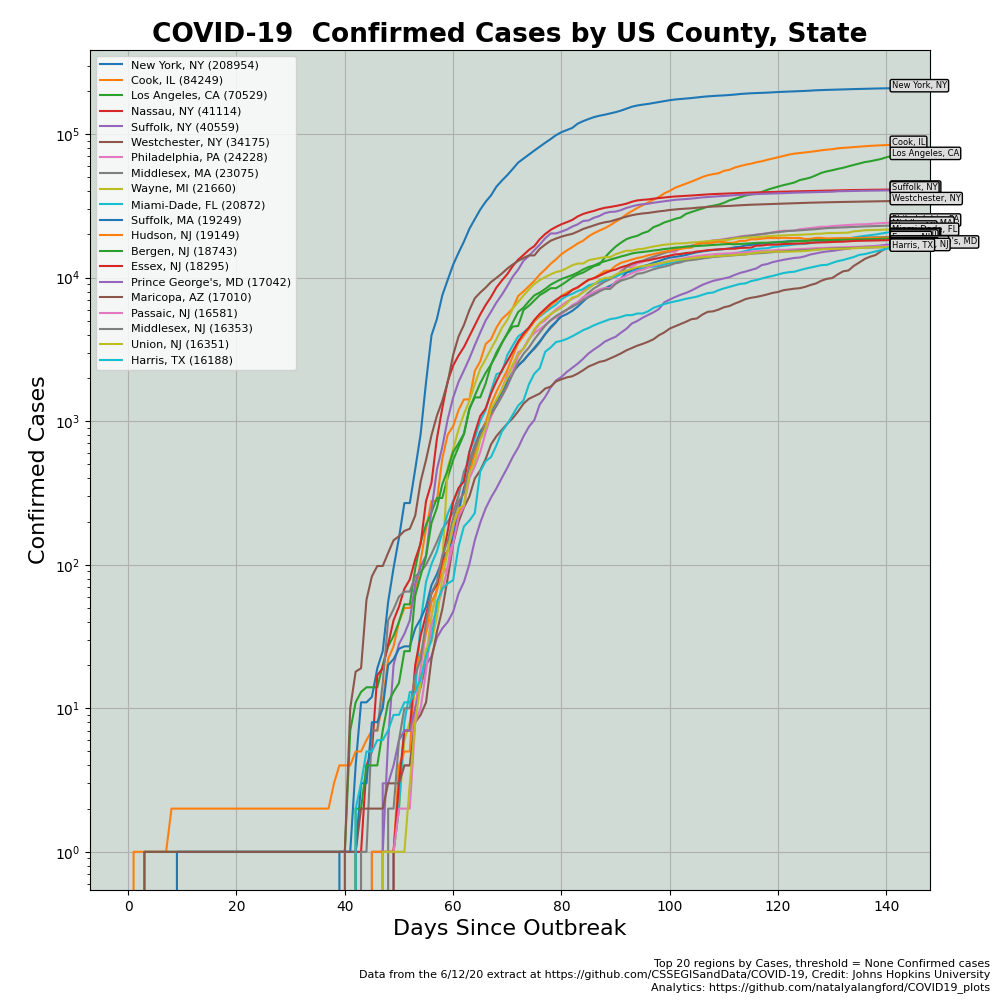 COVID-19 Confirmed Cases by US County, State
New York, NY (208954)
Cook, IL (84249)
Los Angeles, CA (70529)
Nassau, NY (41114)
Suffolk, NY (40559)
Westchester, NY (34175)
Philadelphia, PA (24228)
Middlesex, MA (23075)
Wayne, MI (21660)
Miami-Dade, FL (20872)
Suffolk, MA (19249)
Hudson, NJ (19149)
Bergen, NJ (18743)
Essex, NJ (18295)
Prince George's, MD (17042)
Maricopa, AZ (17010)
Passaic, NJ (16581)
Middlesex, NJ (16353)
Union, NJ (16351)
Harris, TX (16188)
New York, NY
Cook, IL
Los Angeles, CA
Suffolk, NY
Westchester, NY
Harris, TX
Confirmed Cases
10^5
10^4
10^3
10^2
10^1
10^0
0 20 40 60 80 100 120 140
Days Since Outbreak
Top 20 regions by Cases, threshold = None Confirmed cases
Data from the 6/12/20 extract at https://github.com/CSSEGISandData/COVID-19, Credit: Johns Hopkins University
Analytics: https://github.com/natalyalangford/COVID19_plots